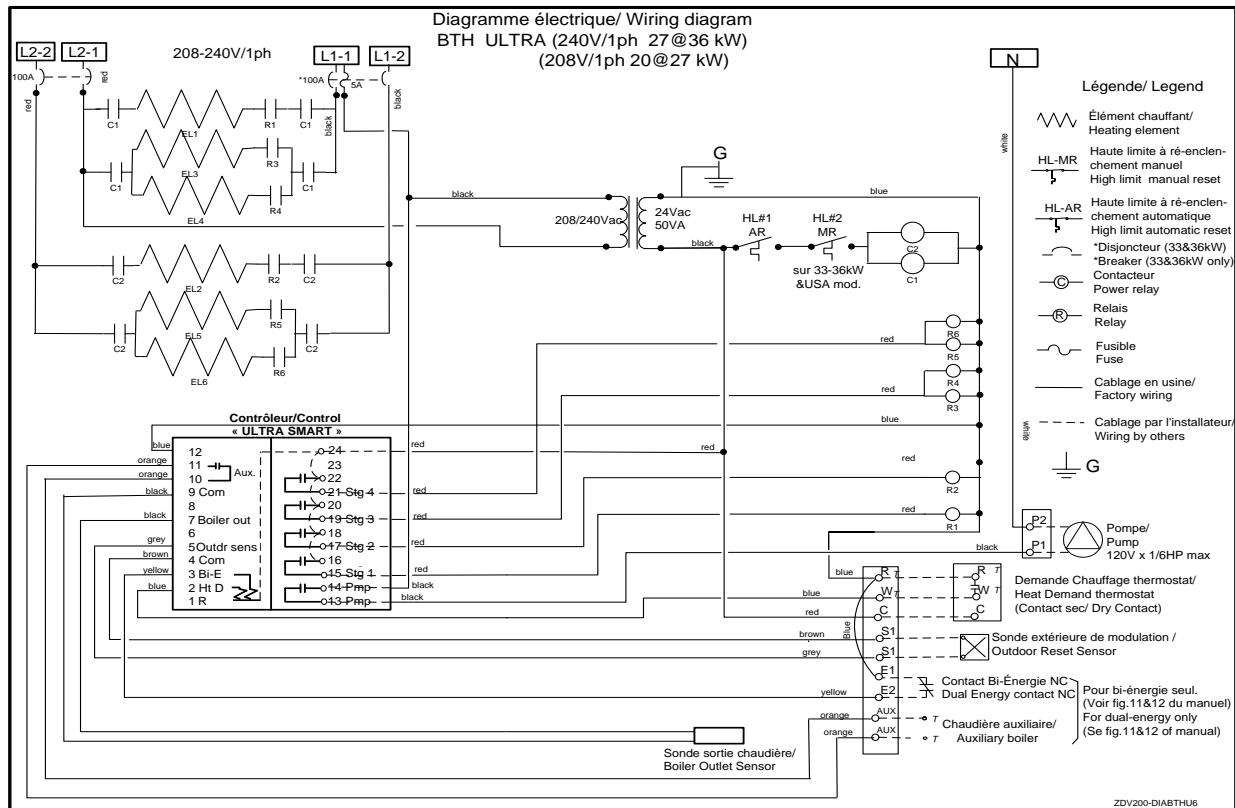 Diagramme électrique/ Wiring diagram
BTH ULTRA (240V/1ph 27@36 kW)
(208V/1ph 20@27 kW)
L2-2
L2-1
208-240V/1ph
L1-1
L1-2
N
100A
red
*100A
5A
red
black
black
C1
EL1
R1
C1
EL3
R3
C1
C1
EL4
R4
C2
EL2
R2
C2
EL5
R5
C2
C2
EL6
R6
white
black
208/240Vac
24Vac
50VA
G
blue
black
HL#1
AR
HL#2
MR
sur 33-36kW
&USA mod.
C2
C1
Légende/ Legend
Élément chauffant/
Heating element
HL-MR
Haute limite à ré-enclen-
chement manuel
High limit manual reset
HL-AR
Haute limite à ré-enclen-
chement automatique
High limit automatic reset
*Disjoncteur (33&36kW)
*Breaker (33&36kW only)
C
Contacteur
Power relay
R
Relais
Relay
Fusible
Fuse
Cablage en usine/
Factory wiring
Cablage par l'installateur/
Wiring by others
G
red
R6
R5
red
R4
R3
blue
white
red
red
red
R2
red
R1
Contrôleur/Control
« ULTRA SMART »
blue
12
orange
11
orange
10
Aux.
black
9 Com
8
black
7 Boiler out
6
grey
5 Outdr sens
brown
4 Com
yellow
3 Bi-E
blue
2 Ht D
1 R
24
red
23
22
21 Stg 4
red
20
19 Stg 3
red
18
17 Stg 2
red
16
15 Stg 1
red
14 Pmp
black
13 Pmp
black
black
P2
P1
Pompe/
Pump
120V x 1/6HP max
blue
R T
R T
blue
W T
W T
red
C
C
Demande Chauffage thermostat/
Heat Demand thermostat
(Contact sec/ Dry Contact)
Blue
brown
S1
grey
S1
Sonde extérieure de modulation /
Outdoor Reset Sensor
E1
yellow
E2
Contact Bi-Énergie NC
Dual Energy contact NC
orange
AUX
T
orange
AUX
T
Chaudière auxiliaire/
Auxiliary boiler
Pour bi-énergie seul.
(Voir fig.11&12 du manuel)
For dual-energy only
(Se fig.11&12 of manual)
Sonde sortie chaudière/
Boiler Outlet Sensor
ZDV200-DIABTHU6